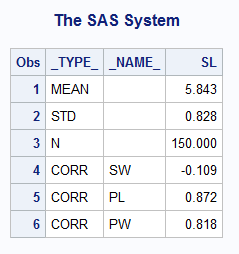 The SAS System
Obs _TYPE_ _NAME_ SL
1 MEAN 5.843
2 STD 0.828
3 N 150.000
4 CORR SW -0.109
5 CORR PL 0.872
6 CORR PW 0.818